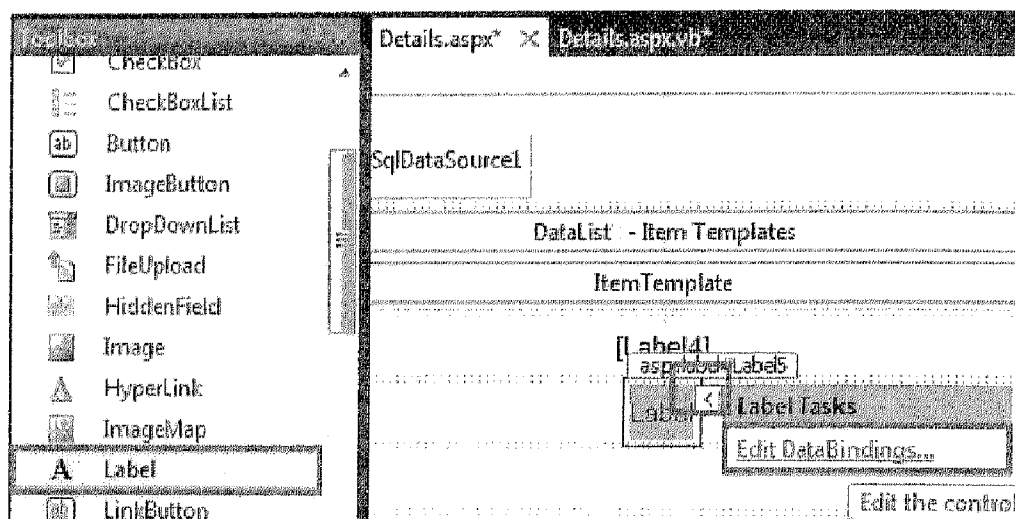 Toolbox
CheckBox
CheckBoxList
Button
ImageButton
DropDownList
FileUpload
HiddenField
Image
HyperLink
ImageMap
A Label
LinkButton
Details.aspx* Details.aspx.vb*
SqlDataSource1
DataList - Item Templates
ItemTemplate
[Label4]
Label5
Label
Label Tasks
Edit DataBindings...
Edit the control